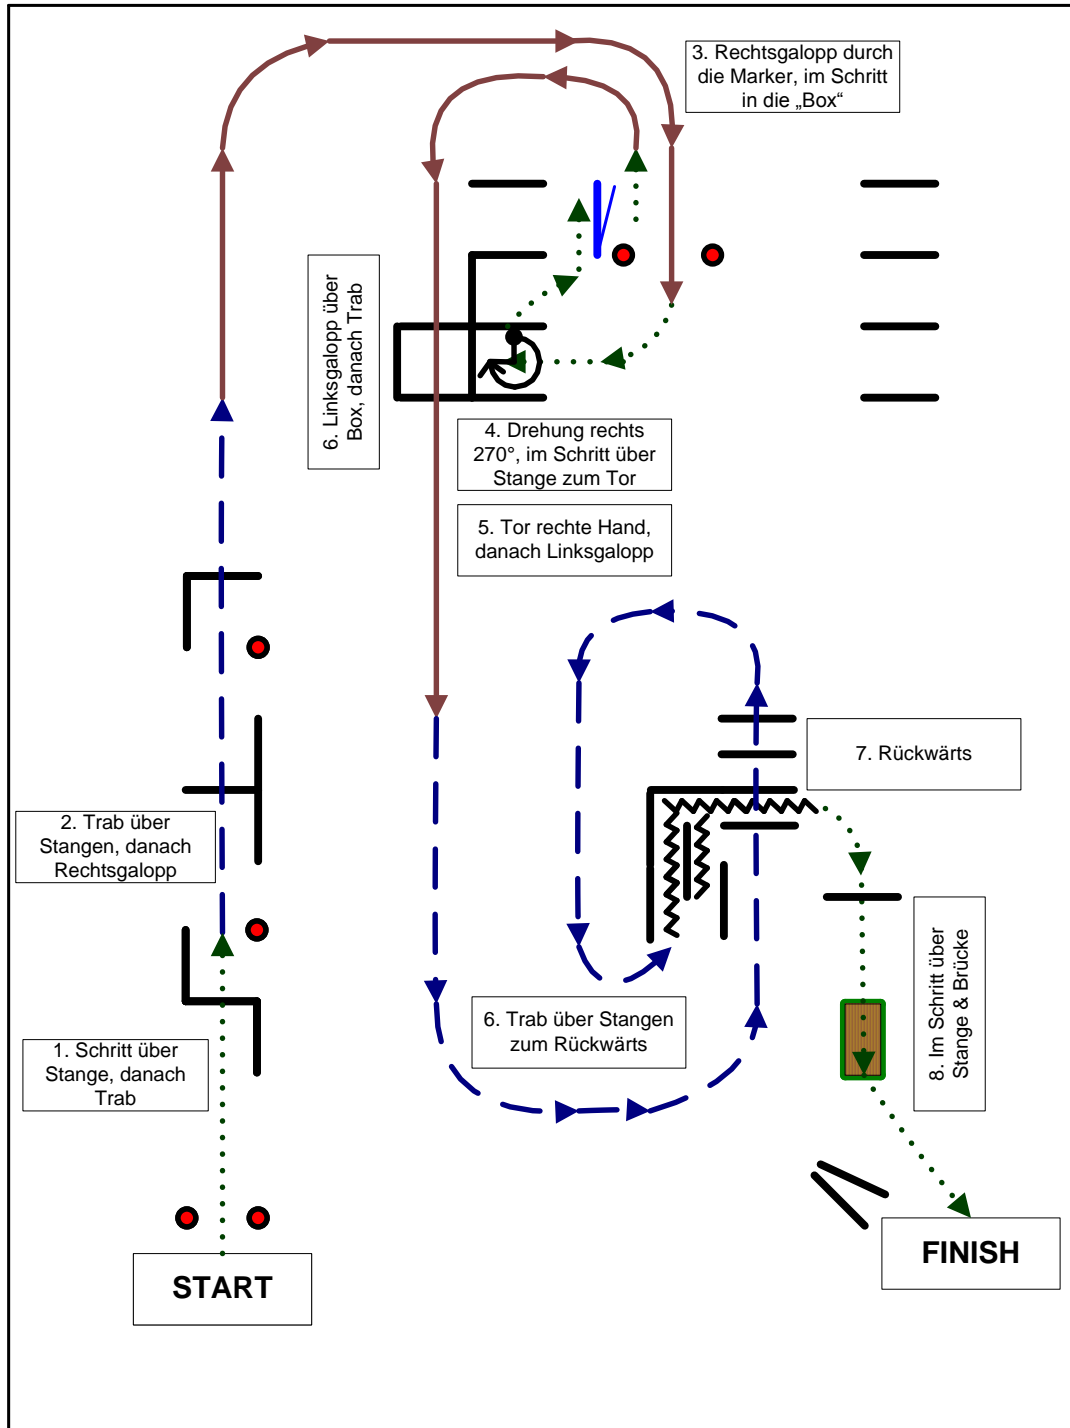 3. Rechtsgalopp durch
die Marker, im Schritt
in die „Box“
6. Linksgalopp über
Box, danach Trab
4. Drehung rechts
270°, im Schritt über
Stange zum Tor
5. Tor rechte Hand,
danach Linksgalopp
7. Rückwärts
2. Trab über
Stangen, danach
Rechtsgalopp
8. Im Schritt über
Stange & Brücke
6. Trab über Stangen
zum Rückwärts
1. Schritt über
Stange, danach
Trab
START
FINISH